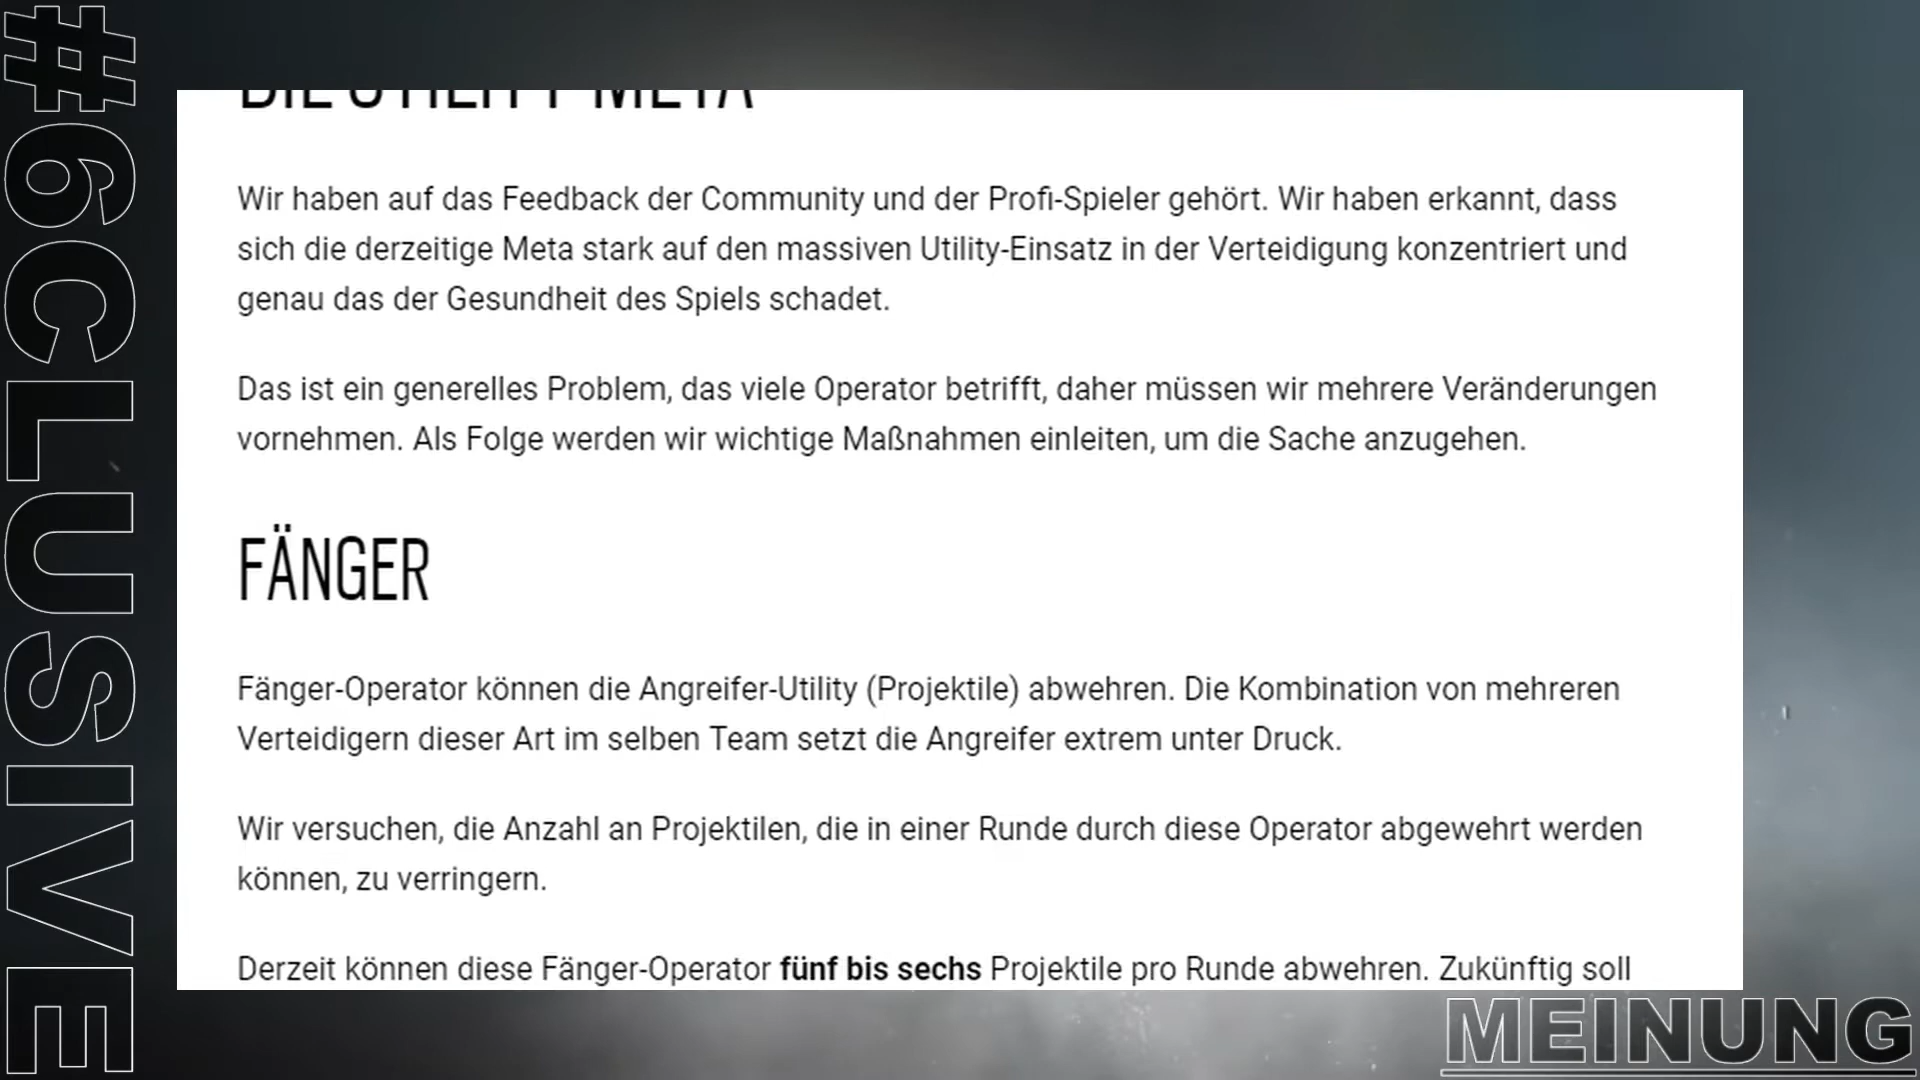 #6CLUSIVE
DIE UTILITY META
Wir haben auf das Feedback der Community und der Profi-Spieler gehört. Wir haben erkannt, dass
sich die derzeitige Meta stark auf den massiven Utility-Einsatz in der Verteidigung konzentriert und
genau das der Gesundheit des Spiels schadet.
Das ist ein generelles Problem, das viele Operator betrifft, daher müssen wir mehrere Veränderungen
vornehmen. Als Folge werden wir wichtige Maßnahmen einleiten, um die Sache anzugehen.
FÄNGER
Fänger-Operator können die Angreifer-Utility (Projektile) abwehren. Die Kombination von mehreren
Verteidigern dieser Art im selben Team setzt die Angreifer extrem unter Druck.
Wir versuchen, die Anzahl an Projektilen, die in einer Runde durch diese Operator abgewehrt werden
können, zu verringern.
Derzeit können diese Fänger-Operator fünf bis sechs Projektile pro Runde abwehren. Zukünftig soll
MEINUNG